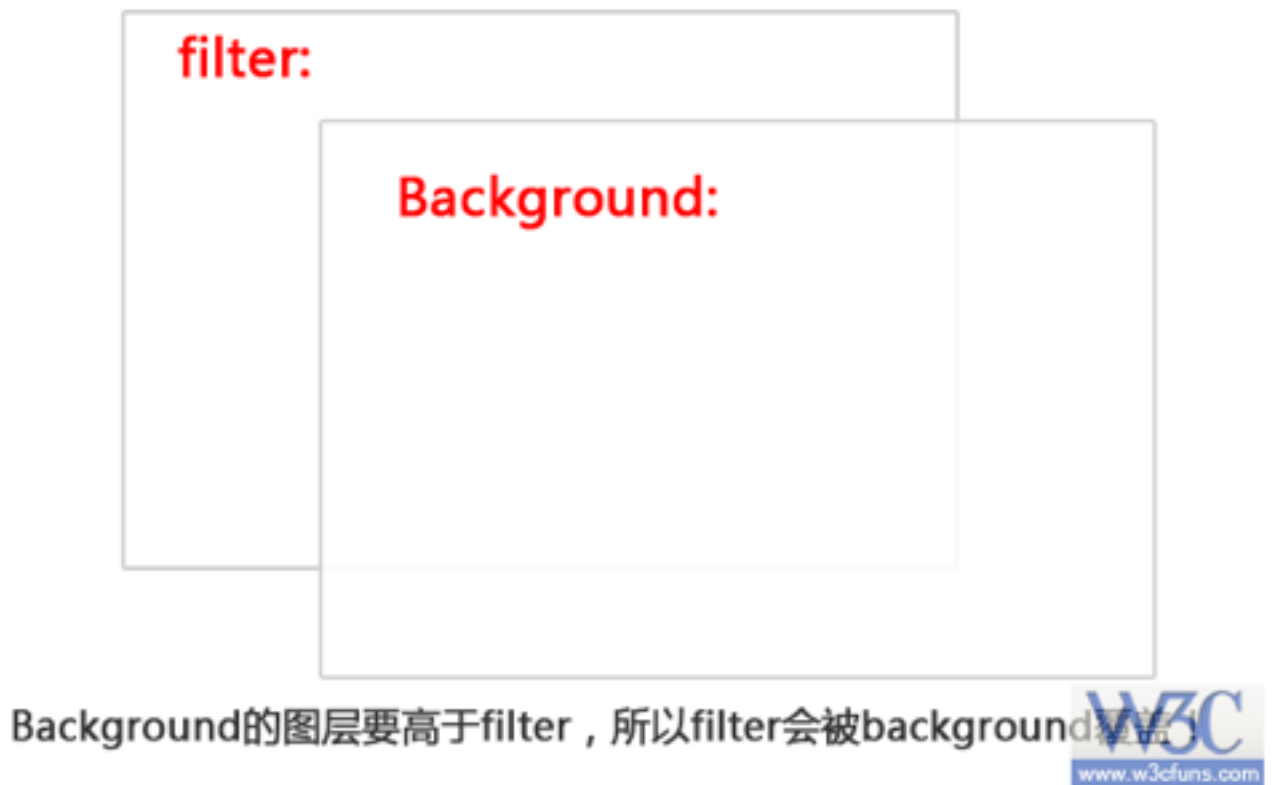 filter:
Background:
Background的图层要高于filter，所以filter会被background覆盖！
W3C
www.w3cfuns.com